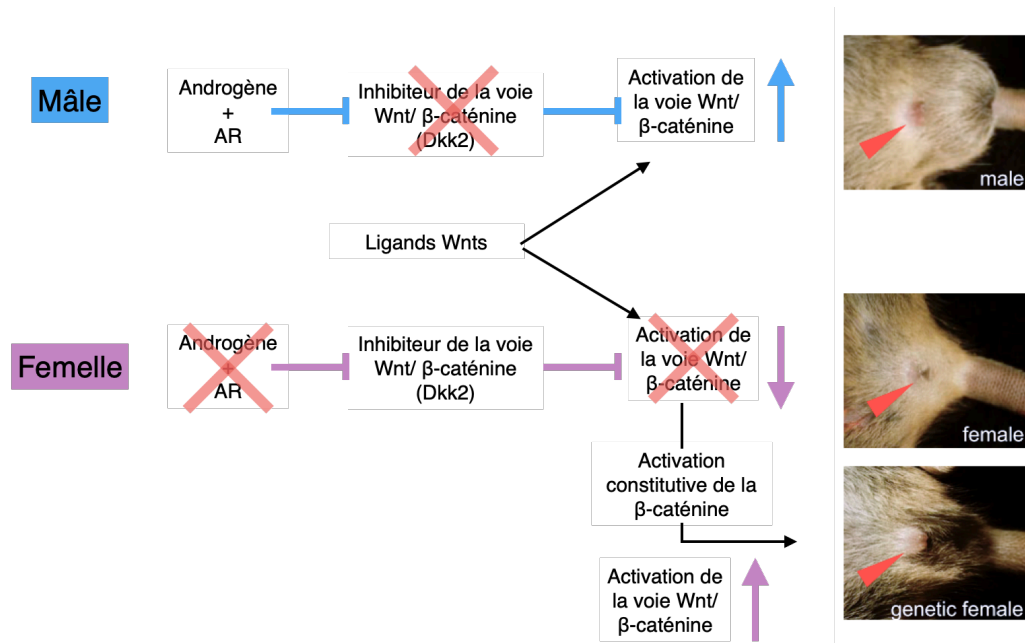 Mâle
Androgène
+
AR
Inhibiteur de la voie
Wnt/ β-caténine
(Dkk2)
Activation de
la voie Wnt/
β-caténine
male
Ligands Wnts
Femelle
Androgène
+
AR
Inhibiteur de la voie
Wnt/ β-caténine
(Dkk2)
Activation de
la voie Wnt/
β-caténine
female
Activation
constitutive de la
β-caténine
Activation de
la voie Wnt/
β-caténine
genetic female